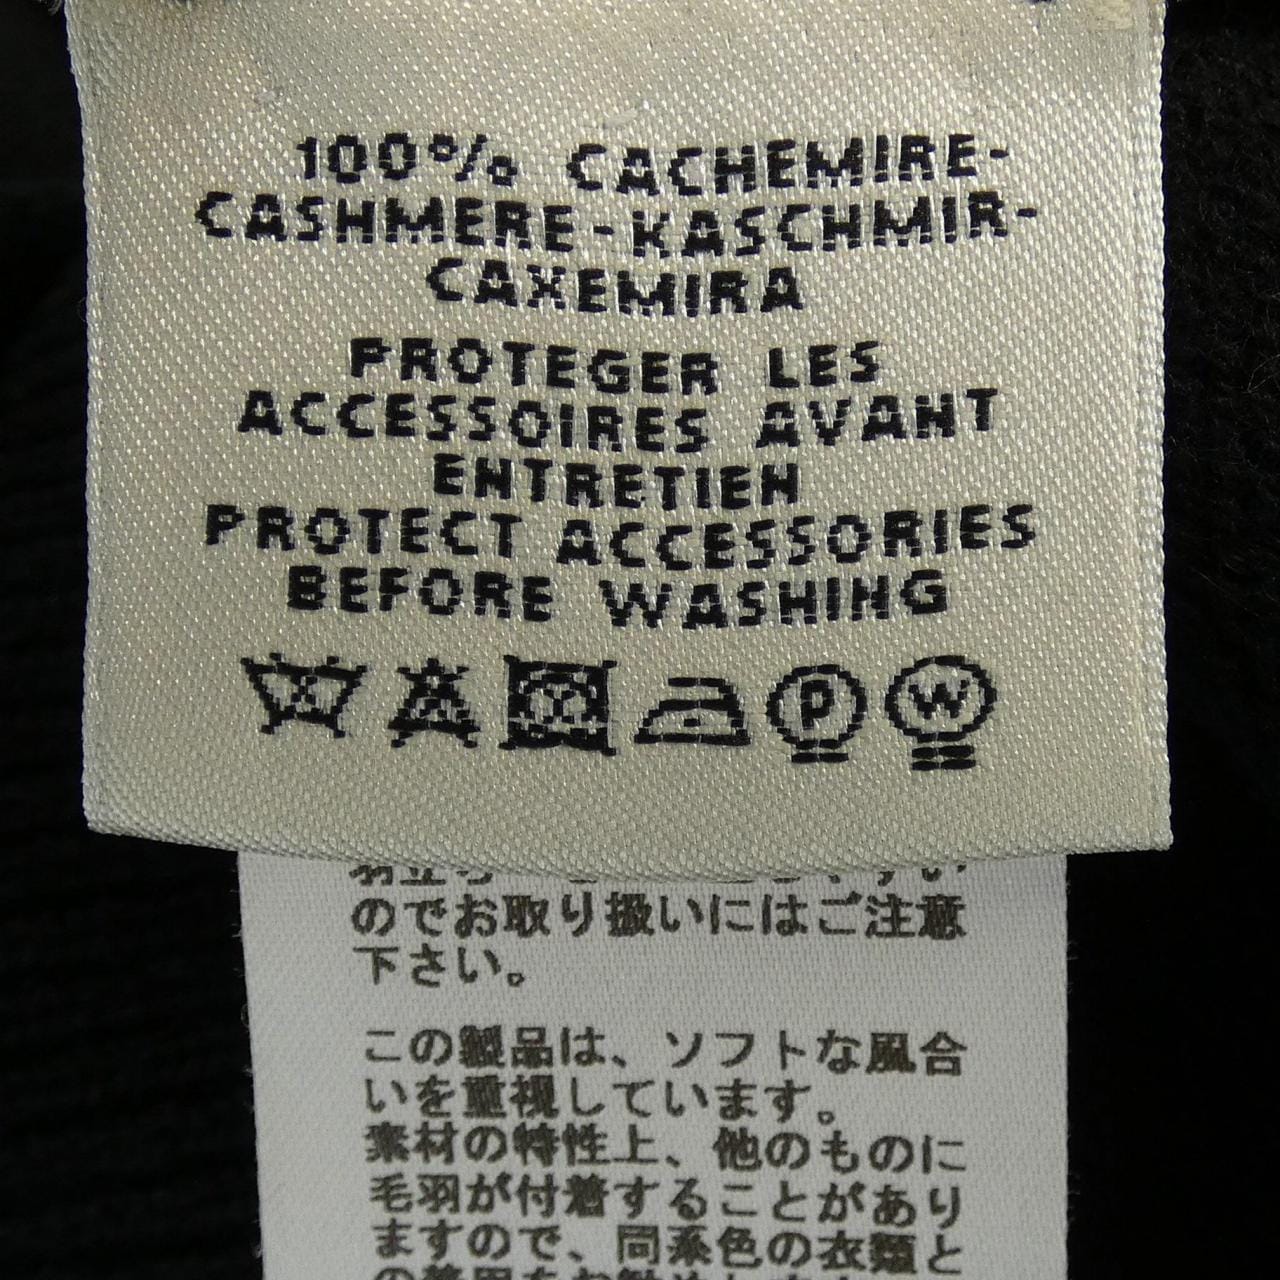 100% CACHEMIRE-
CASHMERE-KASCHMIR-
CAXEMIRA
PROTEGER LES
ACCESSOIRES AVANT
ENTRETIEN
PROTECT ACCESSORIES
BEFORE WASHING
P W
のでお取り扱いにはご注意
下さい。
この製品は、ソフトな風合
いを重視しています。
素材の特性上、他のものに
毛羽が付着することがあり
ますので、同系色の衣類と